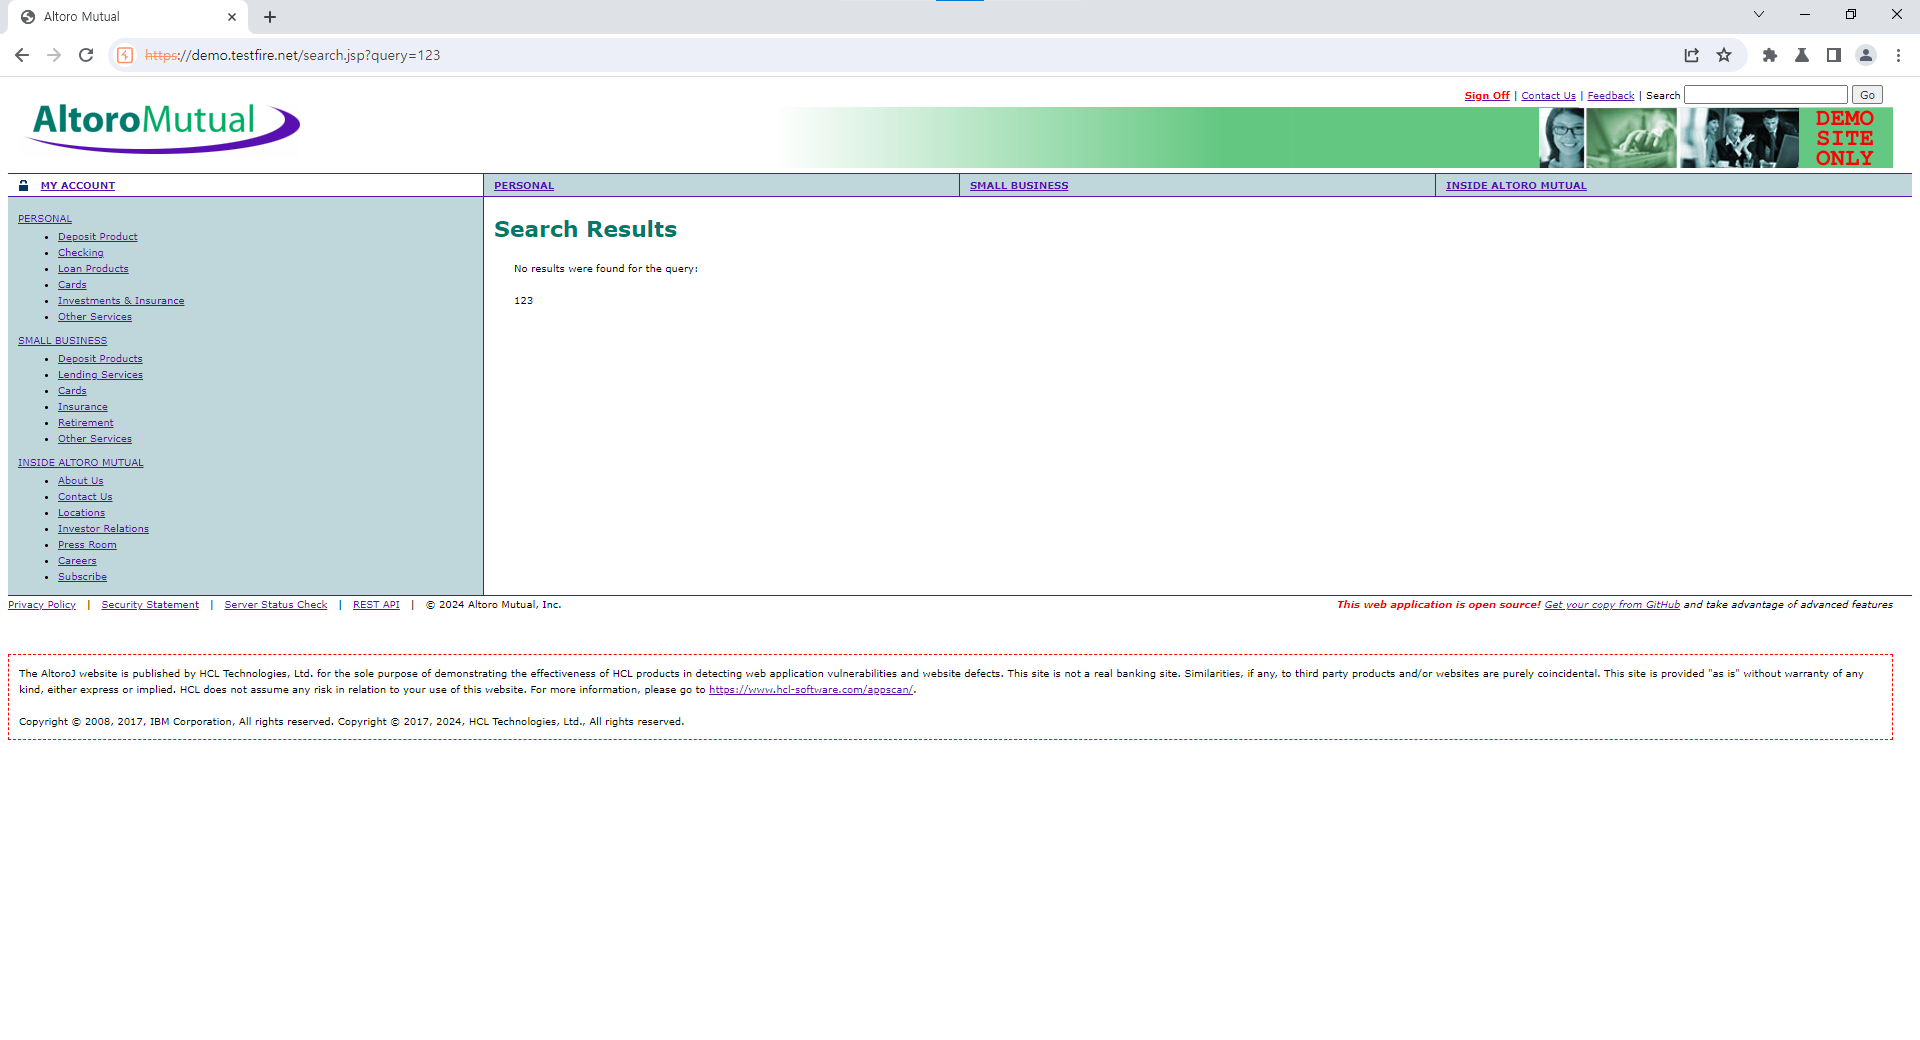 Altoro Mutual
https://demo.testfire.net/search.jsp?query=123
Sign Off | Contact Us | Feedback | Search Go
AltoroMutual
DEMO
SITE
ONLY
MY ACCOUNT
PERSONAL
SMALL BUSINESS
INSIDE ALTORO MUTUAL
PERSONAL
Deposit Product
Checking
Loan Products
Cards
Investments & Insurance
Other Services
SMALL BUSINESS
Deposit Products
Lending Services
Cards
Insurance
Retirement
Other Services
INSIDE ALTORO MUTUAL
About Us
Contact Us
Locations
Investor Relations
Press Room
Careers
Subscribe
Search Results
No results were found for the query:
123
Privacy Policy | Security Statement | Server Status Check | REST API | © 2024 Altoro Mutual, Inc.
This web application is open source! Get your copy from GitHub and take advantage of advanced features
The AltoroJ website is published by HCL Technologies, Ltd. for the sole purpose of demonstrating the effectiveness of HCL products in detecting web application vulnerabilities and website defects. This site is not a real banking site. Similarities, if any, to third party products and/or websites are purely coincidental. This site is provided "as is" without warranty of any
kind, either express or implied. HCL does not assume any risk in relation to your use of this website. For more information, please go to https://www.hcl-software.com/appscan/.
Copyright © 2008, 2017, IBM Corporation, All rights reserved. Copyright © 2017, 2024, HCL Technologies, Ltd., All rights reserved.